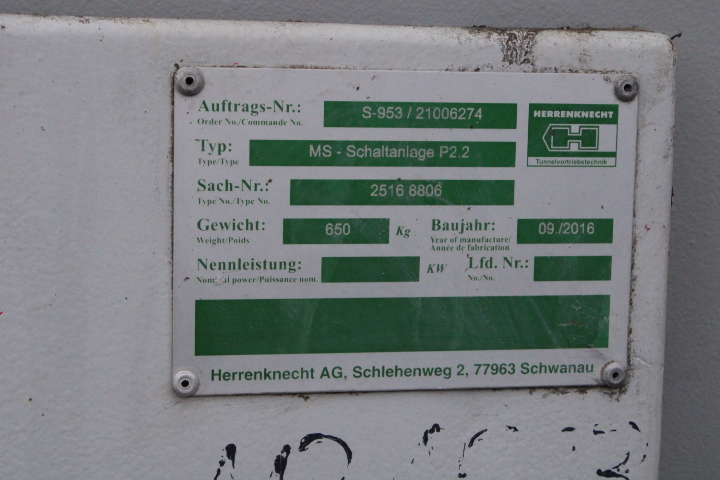 Auftrags-Nr.: S-953 / 21006274
Order No./Commande No.
HERRENKNECHT
H
Tunnelvortriebstechnik
Typ: MS - Schaltanlage P2.2
Type/Type
Sach-Nr.: 2516 8806
Type No./Type No.
Gewicht: 650 Kg Baujahr: 09./2016
Weight/Poids Year of manufacture/
Année de fabrication
Nennleistung: KW Lfd. Nr.:
Nominal power/Puissance nom. No./No.
Herrenknecht AG, Schlehenweg 2, 77963 Schwanau